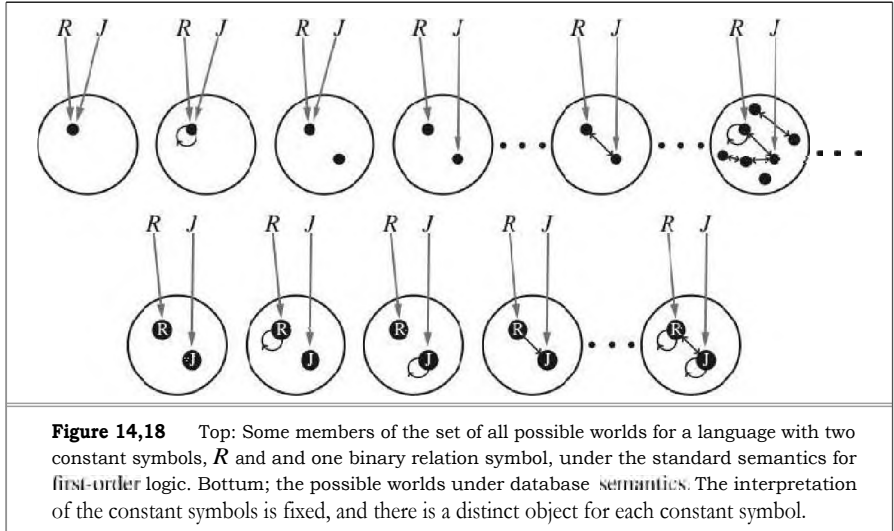 R J R J R J R J R J R J
R J R J R J R J R J
R J R J R J R J R J
Figure 14,18 Top: Some members of the set of all possible worlds for a language with two
constant symbols, R and and one binary relation symbol, under the standard semantics for
first-order logic. Bottum; the possible worlds under database semantics. The interpretation
of the constant symbols is fixed, and there is a distinct object for each constant symbol.